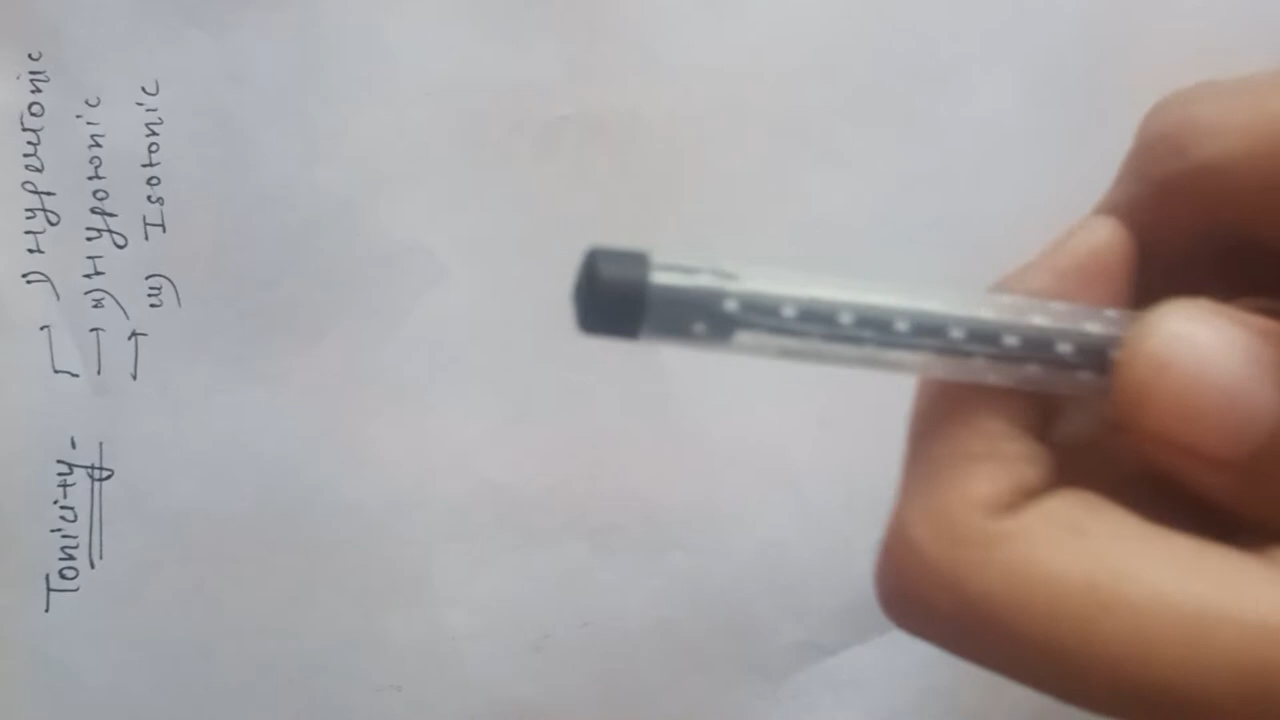 Tonicity - → i) Hypertonic
→ ii) Hypotonic
→ iii) Isotonic